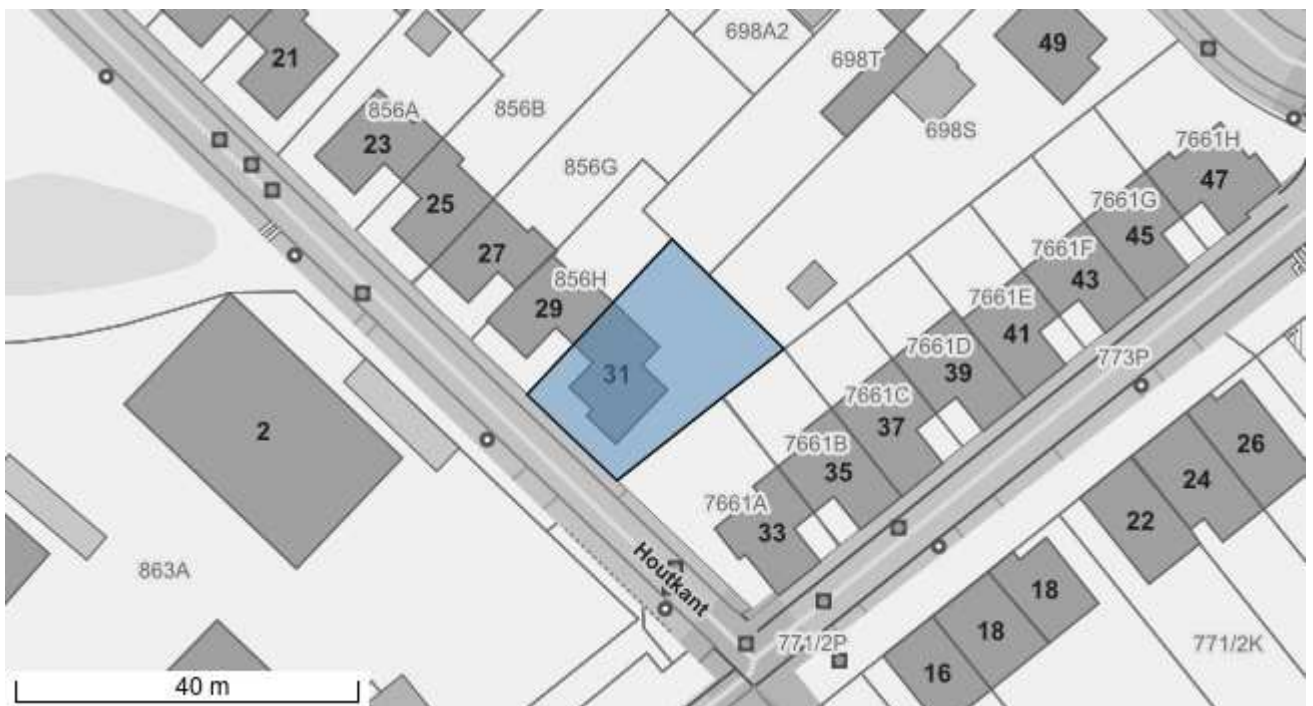 698A2
49
21
698T
856A
856B
698S
23
7661H
856G
47
25
7661G
45
27
7661F
856H
43
29
7661E
41
7661D
773P
31
39
7661C
37
2
7661B
26
35
24
7661A
22
33
863A
Houtkant
18
18
771/2P
771/2K
16
40 m